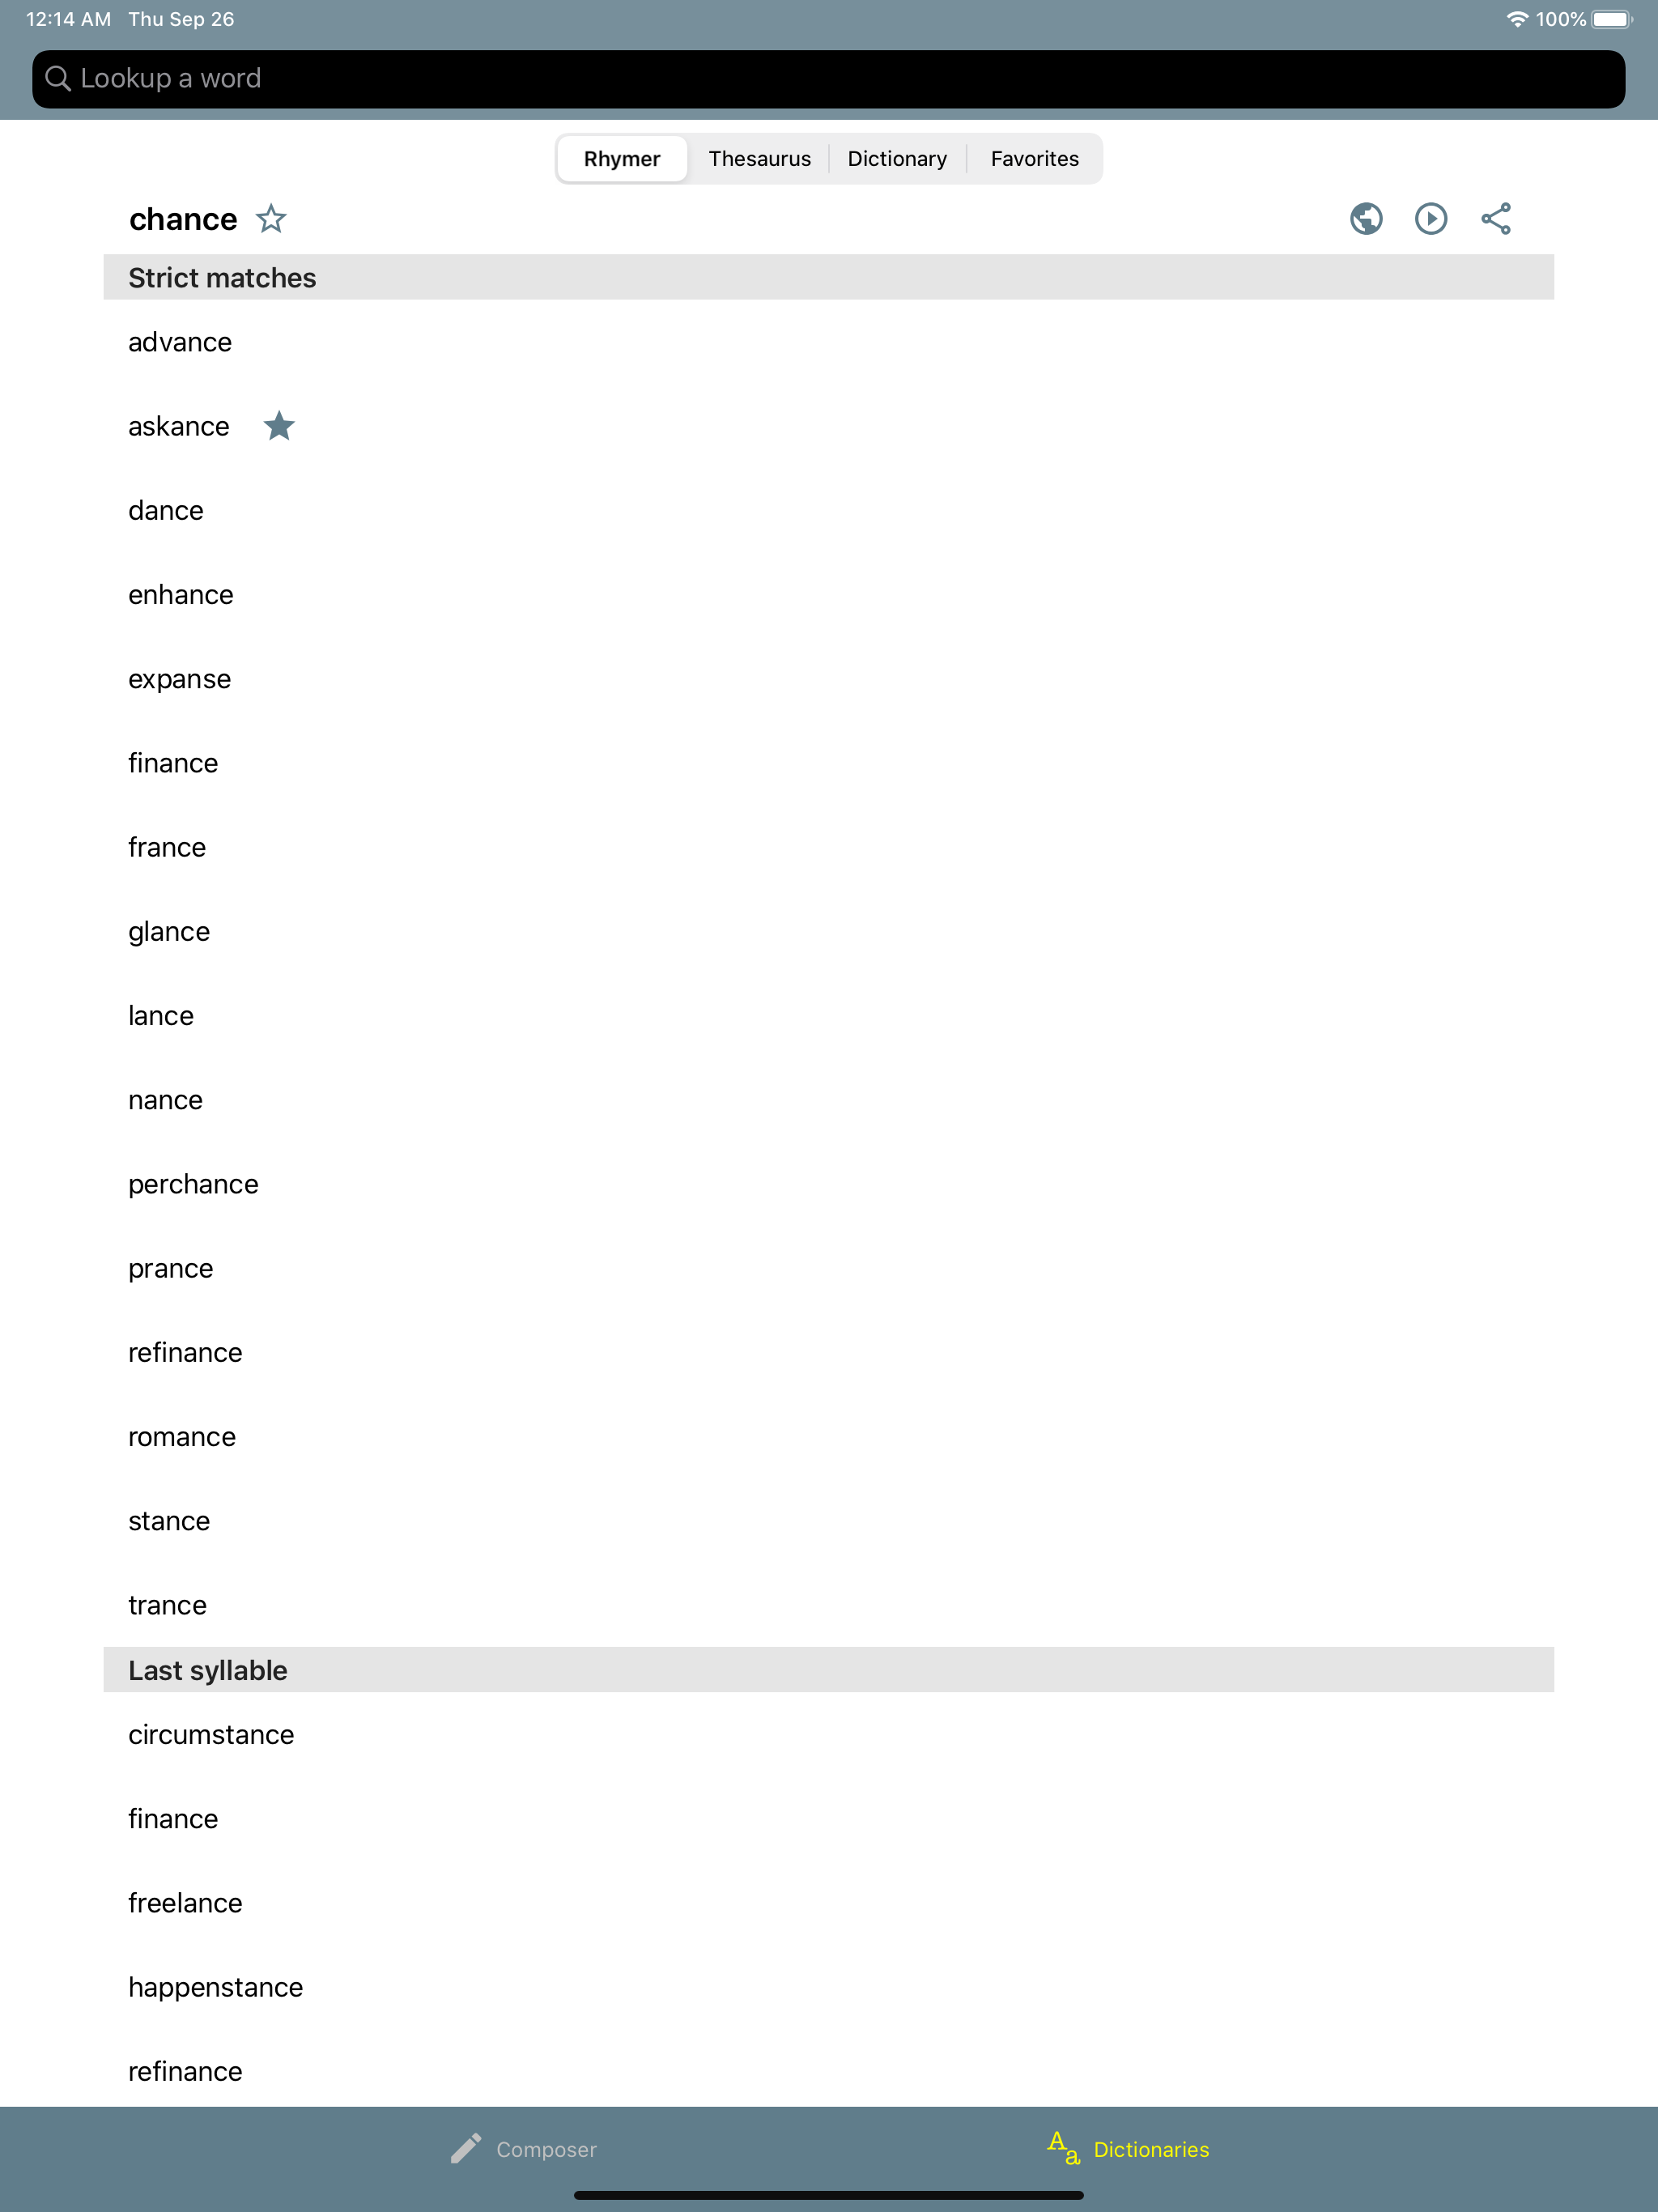 12:14 AM Thu Sep 26 100%
Lookup a word
Rhymer Thesaurus Dictionary Favorites
chance
Strict matches
advance
askance
dance
enhance
expanse
finance
france
glance
lance
nance
perchance
prance
refinance
romance
stance
trance
Last syllable
circumstance
finance
freelance
happenstance
refinance
Composer Aa Dictionaries